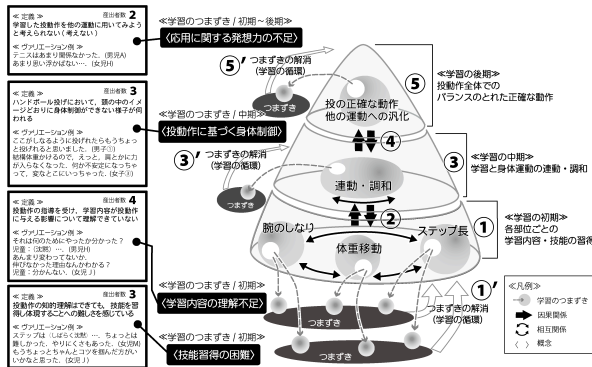 ≪ 定義 ≫ 産出者数 2
学習した投動作を他の運動に用いてみよう
と考えられない(考えない)
≪ ヴァリエーション例 ≫
テニスはあまり関係なかった.(男児A)
あまり思い浮かばない…,(女児H)
≪ 定義 ≫ 産出者数 3
ハンドボール投げにおいて、頭の中のイメ
ージどおりに身体制御ができない様子が伺
われる
≪ ヴァリエーション例 ≫
ここがしなるように投げれたらもうちょっ
と投げれると思いました.(男子①)
結構体重かけるので、えっと、肩とかに力
が入らなくなった.何か不安定になっちゃ
って、変なとこにいっちゃった.(女子②)
≪ 定義 ≫ 産出者数 4
投動作の指導を受け、学習内容が投動作
に与える影響について理解できていない
≪ ヴァリエーション例 ≫
それは何のためにやったか分かった?
児童:(沈黙)….(男児H)
あんまり変わってないか、
伸びなかった理由なんかわかる?
児童:分かんない.(女児J)
≪ 定義 ≫ 産出者数 3
投動作の知的理解はできても、技能を習
得し体現することへの難しさを感じている
≪ ヴァリエーション例 ≫
ステップは(しばらく沈黙)…、ちょっとは
難しかった.やりにくさもあった.(女児M)
もうちょっとちゃんとコツを掴んだ方がい
いかなと思った.(女児J)
≪学習のつまずき/初期~後期≫
〈応用に関する発想力の不足〉
≪学習のつまずき/中期≫
〈投動作に基づく身体制御〉
≪学習のつまずき/初期≫
〈学習内容の理解不足〉
≪学習のつまずき/初期≫
〈技能習得の困難〉
⑤’ つまずきの解消
(学習の循環)
つまずき
③’ つまずきの解消
(学習の循環)
つまずき
投の正確な動作
他の運動への汎化
④
連動・調和
②
腕のしなり
体重移動
ステップ長
つまずき
つまずき
①’
つまずきの解消
(学習の循環)
⑤
≪学習の後期≫
投動作全体での
バランスのとれた正確な動作
③
≪学習の中期≫
学習と身体運動の連動・調和
①
≪学習の初期≫
各部位ごとの
学習内容・技能の習得
≪凡例≫
学習のつまずき
因果関係
相互関係
〈 〉 概念